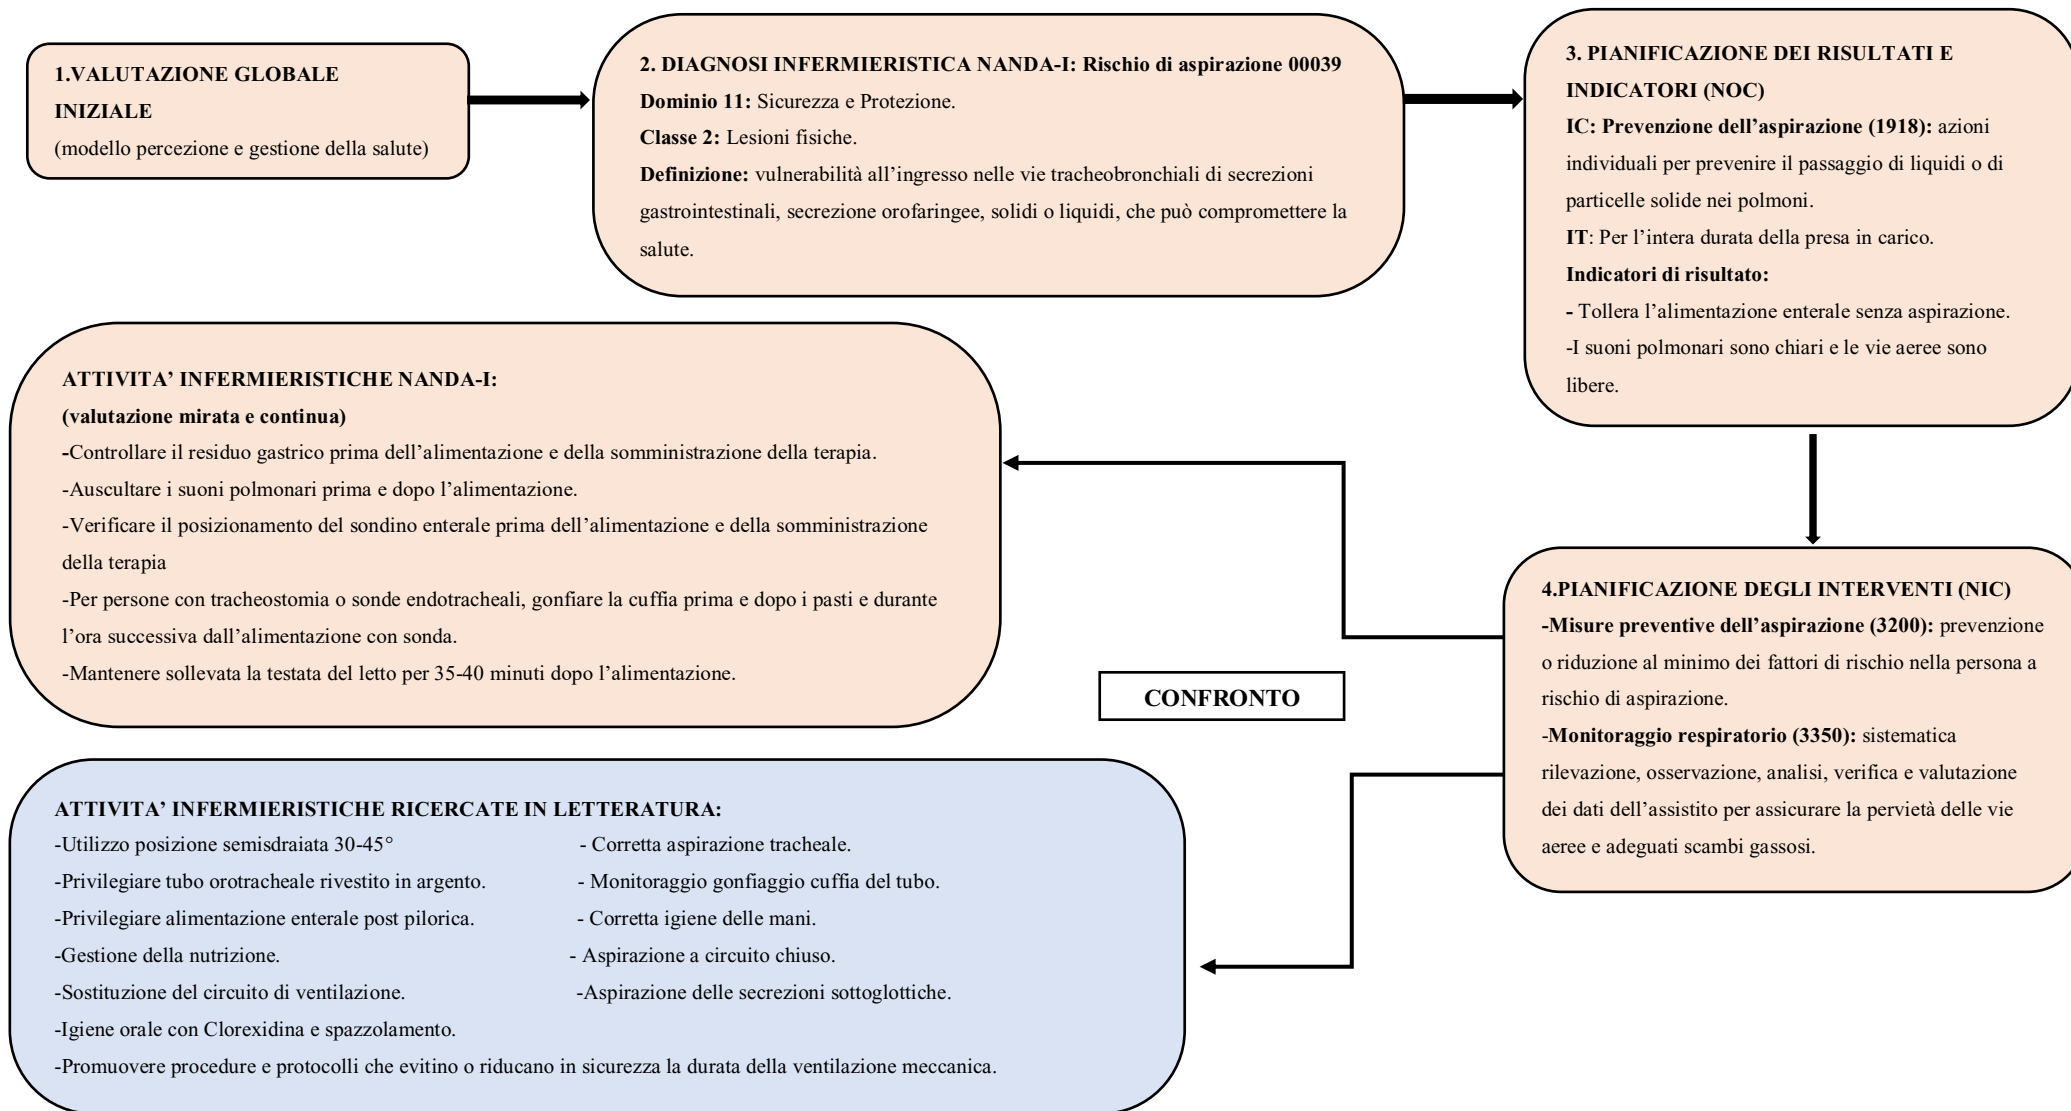 1.VALUTAZIONE GLOBALE
INIZIALE
(modello percezione e gestione della salute)
2. DIAGNOSI INFERMIERISTICA NANDA-I: Rischio di aspirazione 00039
Dominio 11: Sicurezza e Protezione.
Classe 2: Lesioni fisiche.
Definizione: vulnerabilità all’ingresso nelle vie tracheobronchiali di secrezioni
gastrointestinali, secrezione orofaringee, solidi o liquidi, che può compromettere la
salute.
3. PIANIFICAZIONE DEI RISULTATI E
INDICATORI (NOC)
IC: Prevenzione dell’aspirazione (1918): azioni
individuali per prevenire il passaggio di liquidi o di
particelle solide nei polmoni.
IT: Per l’intera durata della presa in carico.
Indicatori di risultato:
- Tollera l’alimentazione enterale senza aspirazione.
-I suoni polmonari sono chiari e le vie aeree sono
libere.
4.PIANIFICAZIONE DEGLI INTERVENTI (NIC)
-Misure preventive dell’aspirazione (3200): prevenzione
o riduzione al minimo dei fattori di rischio nella persona a
rischio di aspirazione.
-Monitoraggio respiratorio (3350): sistematica
rilevazione, osservazione, analisi, verifica e valutazione
dei dati dell’assistito per assicurare la pervietà delle vie
aeree e adeguati scambi gassosi.
ATTIVITA’ INFERMIERISTICHE NANDA-I:
(valutazione mirata e continua)
-Controllare il residuo gastrico prima dell’alimentazione e della somministrazione della terapia.
-Auscultare i suoni polmonari prima e dopo l’alimentazione.
-Verificare il posizionamento del sondino enterale prima dell’alimentazione e della somministrazione
della terapia
-Per persone con tracheostomia o sonde endotracheali, gonfiare la cuffia prima e dopo i pasti e durante
l’ora successiva dall’alimentazione con sonda.
-Mantenere sollevata la testata del letto per 35-40 minuti dopo l’alimentazione.
CONFRONTO
ATTIVITA’ INFERMIERISTICHE RICERCATE IN LETTERATURA:
-Utilizzo posizione semisdraiata 30-45° - Corretta aspirazione tracheale.
-Privilegiare tubo orotracheale rivestito in argento. - Monitoraggio gonfiaggio cuffia del tubo.
-Privilegiare alimentazione enterale post pilorica. - Corretta igiene delle mani.
-Gestione della nutrizione. - Aspirazione a circuito chiuso.
-Sostituzione del circuito di ventilazione. -Aspirazione delle secrezioni sottoglottiche.
-Igiene orale con Clorexidina e spazzolamento.
-Promuovere procedure e protocolli che evitino o riducano in sicurezza la durata della ventilazione meccanica.